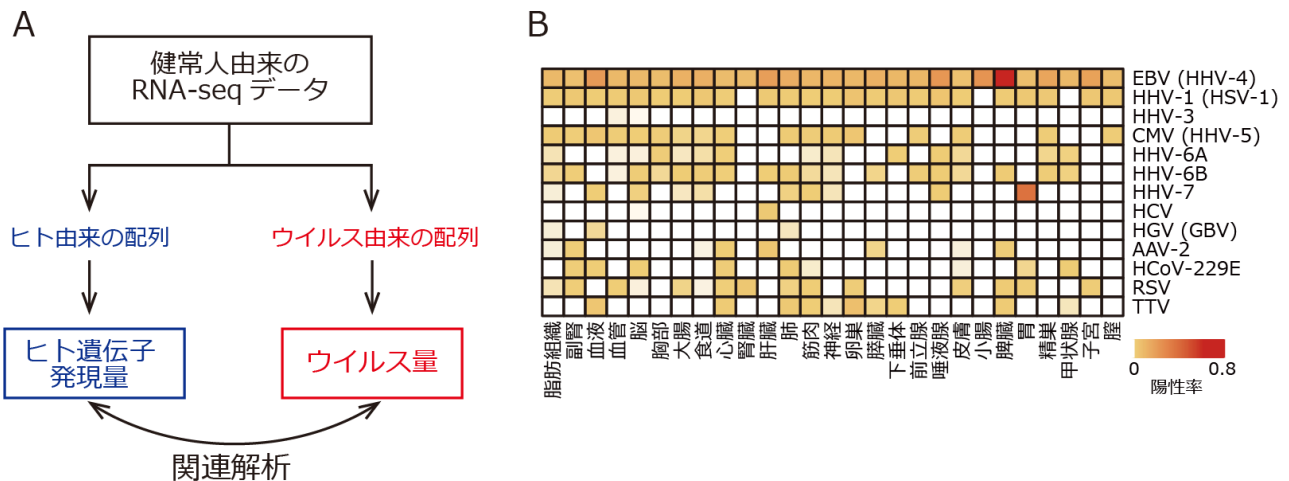 A
健常人由来の
RNA-seq データ
ヒト由来の配列
ウイルス由来の配列
ヒト遺伝子
発現量
ウイルス量
関連解析
B
EBV (HHV-4)
HHV-1 (HSV-1)
HHV-3
CMV (HHV-5)
HHV-6A
HHV-6B
HHV-7
HCV
HGV (GBV)
AAV-2
HCoV-229E
RSV
TTV
脂肪組織
副腎
血液
血管
脳
胸部
大腸
食道
心臓
腎臓
肝臓
肺
筋肉
神経
卵巣
膵臓
下垂体
前立腺
唾液腺
皮膚
小腸
脾臓
胃
精巣
甲状腺
子宮
膣
0
0.8
陽性率